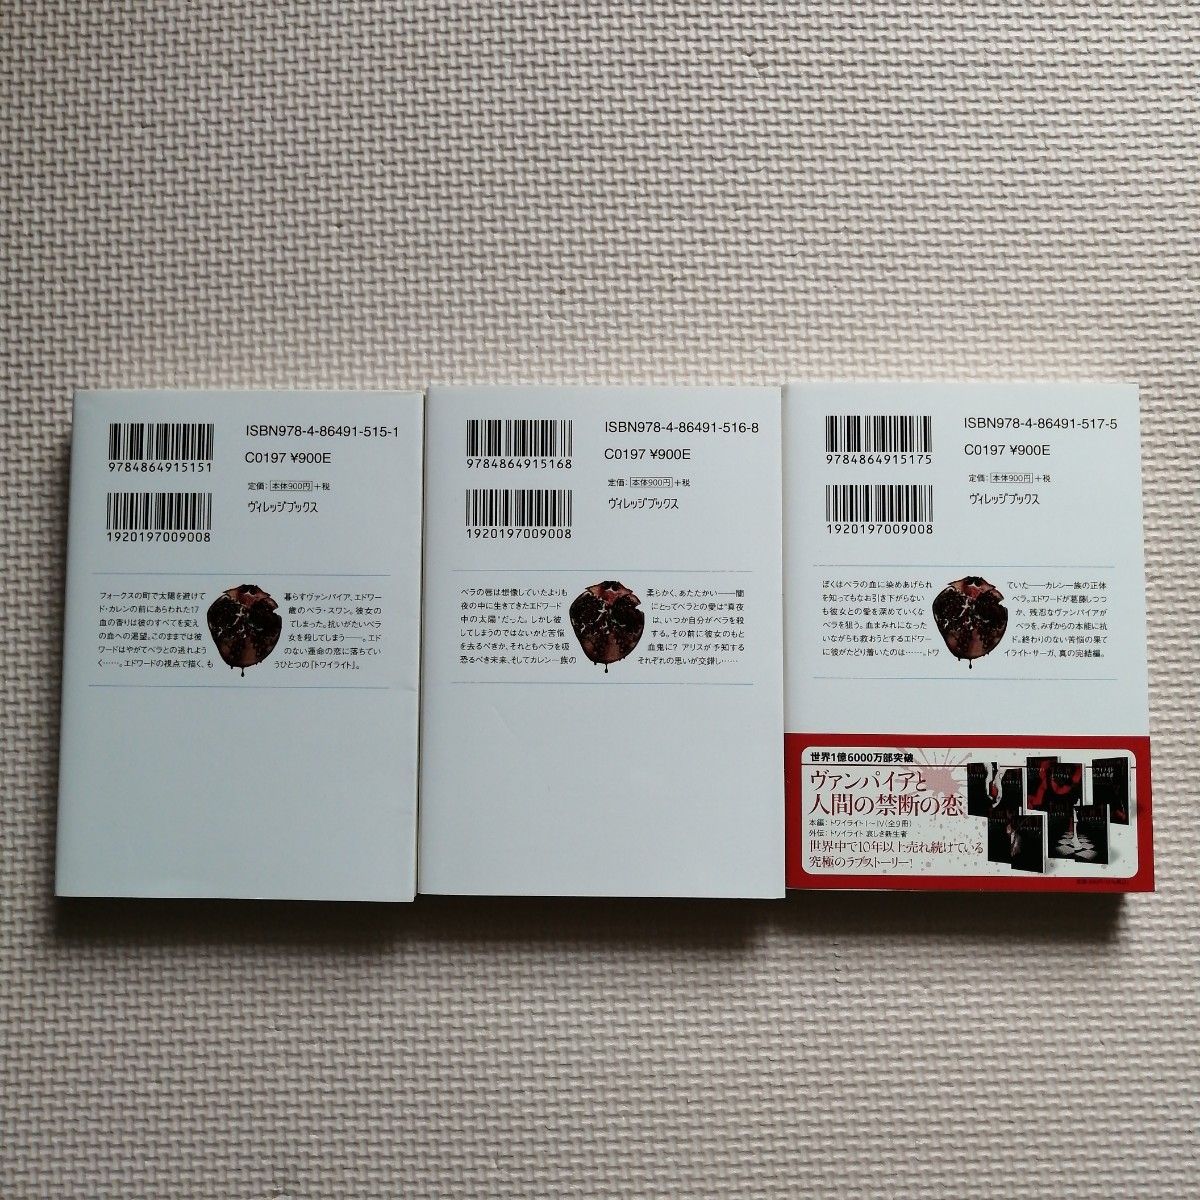 ISBN978-4-86491-515-1
9784864915151
C0197 ¥900E
定価：本体900円＋税
ヴィレッジブックス
1920197009008
フォークスの町で太陽を避けて暮らすヴァンパイア、エドワー
ド・カレンの前にあらわれた17歳のベラ・スワン。彼女の
血の香りは彼のすべてを変えてしまった。抗いがたいベラ
の血への渇望。このままでは彼女を殺してしまう――。エド
ワードはやがてベラとの逃れようのない運命の恋に落ちてい
く……。エドワードの視点で描く、もうひとつの『トワイライト』。
ISBN978-4-86491-516-8
9784864915168
C0197 ¥900E
定価：本体900円＋税
ヴィレッジブックス
1920197009008
ベラの唇は想像していたよりも柔らかく、あたたかい――闇
夜の中に生きてきたエドワードにとってベラとの愛は“真夜
中の太陽”だった。しかし彼は、いつか自分がベラを殺
してしまうのではないかと苦悩する。その前に彼女のもと
を去るべきか、それともベラを吸血鬼に？ アリスが予知する
恐るべき未来、そしてカレン一族のそれぞれの思いが交錯し……
ISBN978-4-86491-517-5
9784864915175
C0197 ¥900E
定価：本体900円＋税
ヴィレッジブックス
1920197009008
ぼくはベラの血に染めあげられていた――カレン一族の正体
を知ってもなお引き下がらないベラ。エドワードが葛藤しつつ
も彼女との愛を深めていくなか、残忍なヴァンパイアが
ベラを狙う。血まみれになったベラを、みずからの本能に抗
いながらも救おうとするエドワード。終わりのない苦悩の果て
に彼がたどり着いたのは……。トワイライト・サーガ、真の完結編。
世界1億6000万部突破
ヴァンパイアと
人間の禁断の恋
本編：トワイライトⅠ〜Ⅳ（全9冊）
外伝：トワイライト 哀しき新生者
世界中で10年以上売れ続けている
究極のラブストーリー！